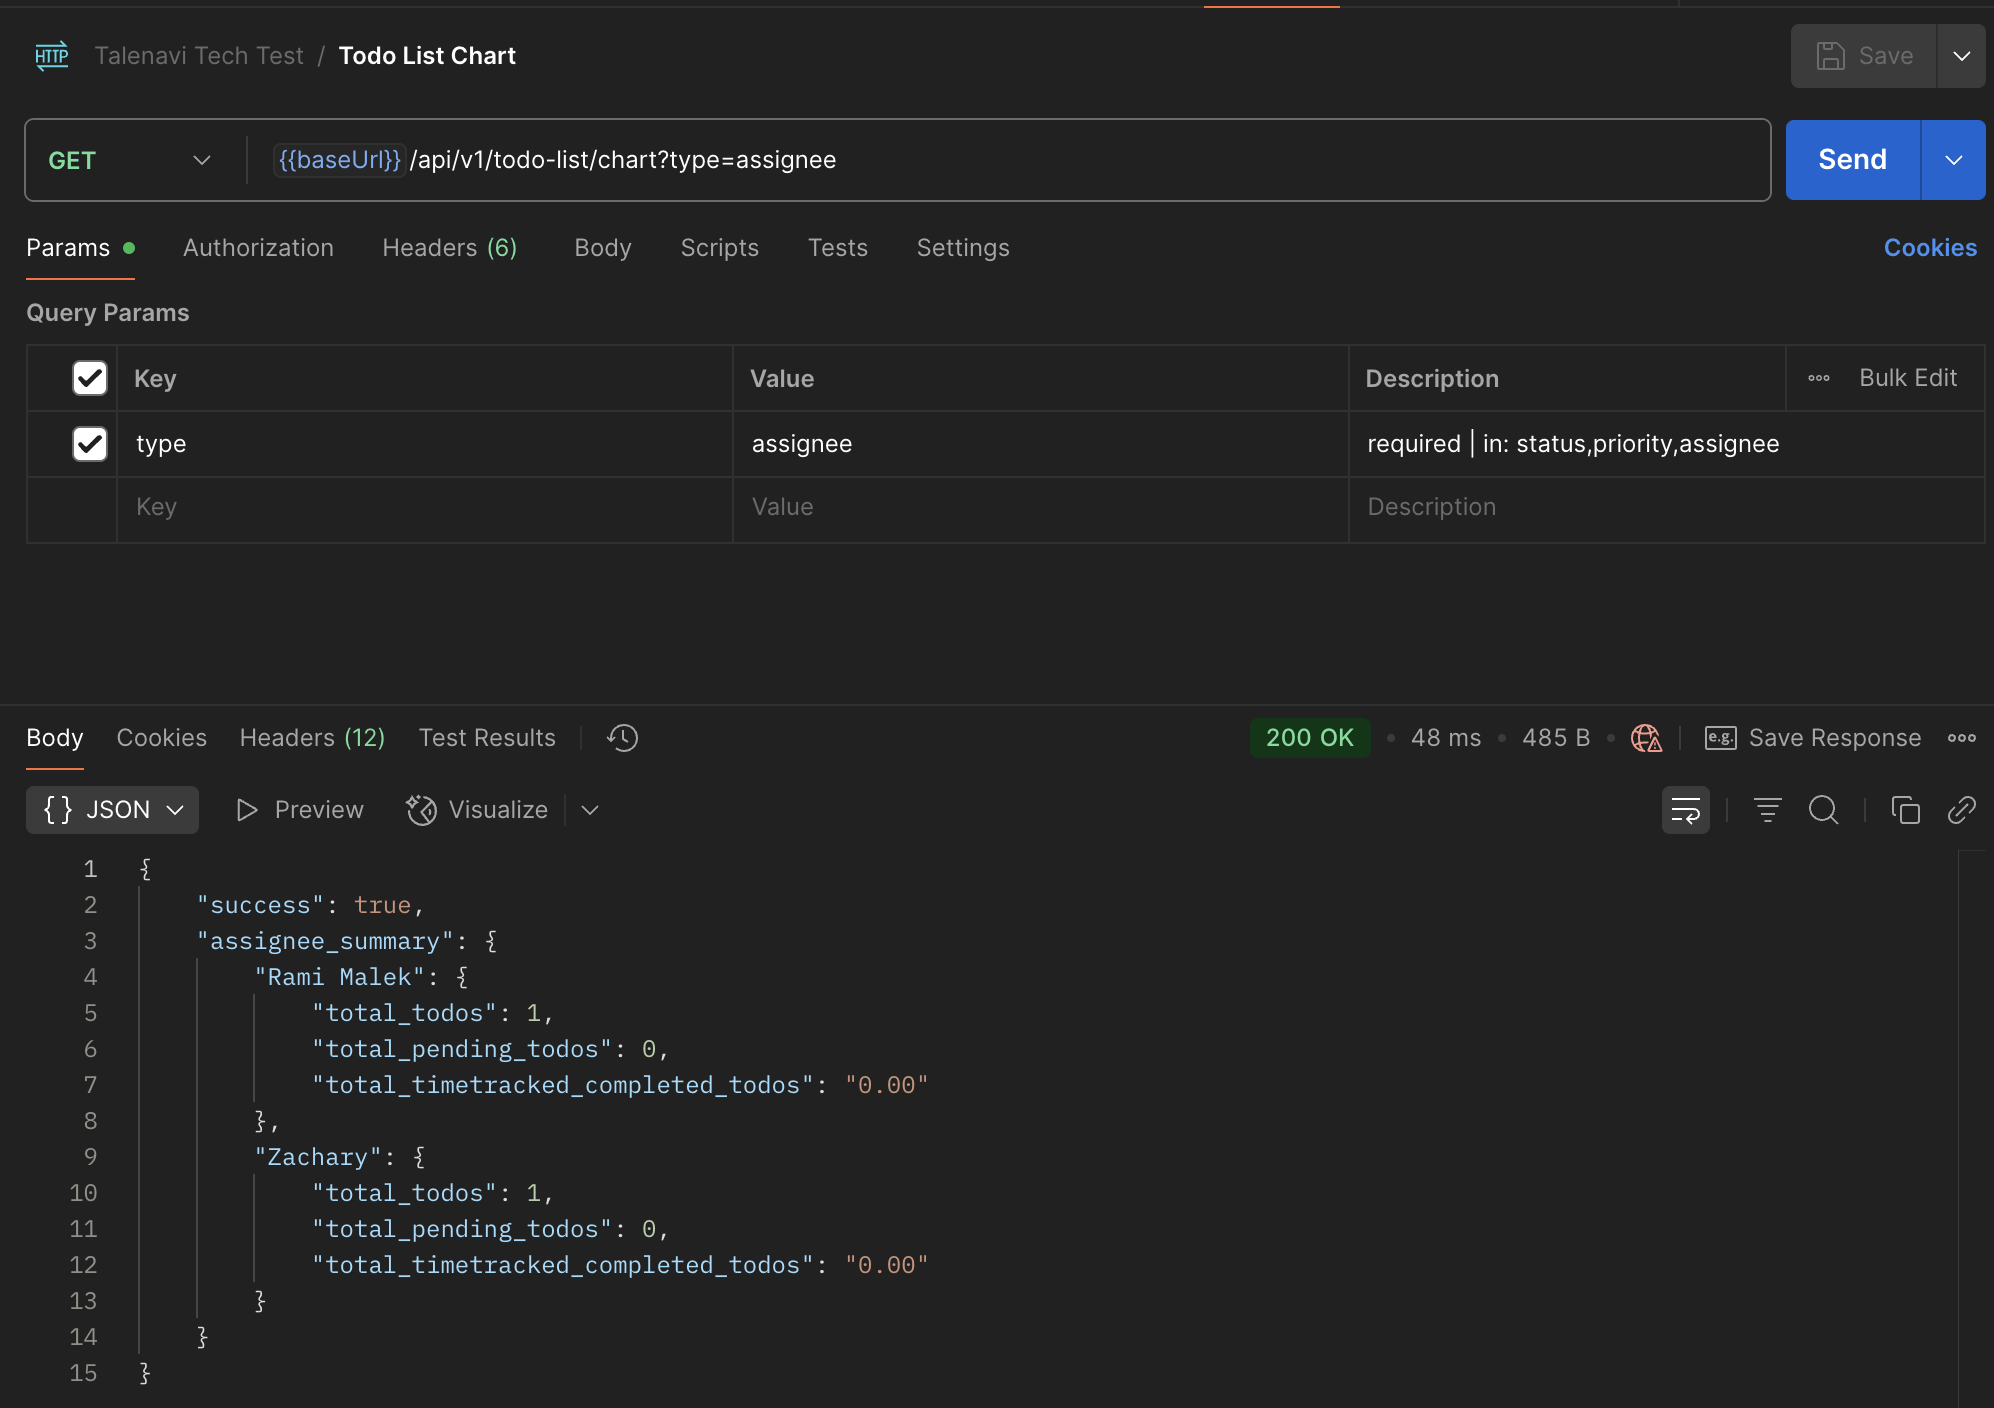 HTTP Talenavi Tech Test / Todo List Chart Save
GET {{baseUrl}} /api/v1/todo-list/chart?type=assignee Send
Params Authorization Headers (6) Body Scripts Tests Settings Cookies
Query Params
Key Value Description Bulk Edit
type assignee required | in: status,priority,assignee
Key Value Description
Body Cookies Headers (12) Test Results 200 OK • 48 ms • 485 B • e.g. Save Response
{ } JSON Preview Visualize
1 {
2 "success": true,
3 "assignee_summary": {
4 "Rami Malek": {
5 "total_todos": 1,
6 "total_pending_todos": 0,
7 "total_timetracked_completed_todos": "0.00"
8 },
9 "Zachary": {
10 "total_todos": 1,
11 "total_pending_todos": 0,
12 "total_timetracked_completed_todos": "0.00"
13 }
14 }
15 }